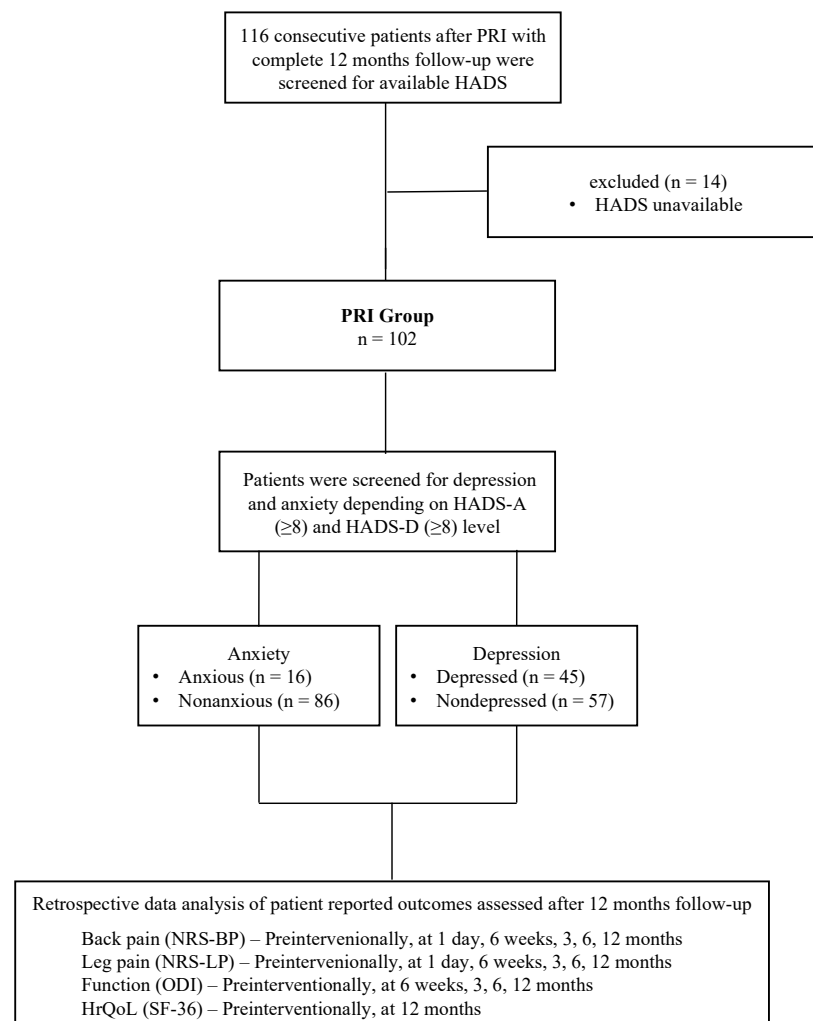 116 consecutive patients after PRI with
complete 12 months follow-up were
screened for available HADS
excluded (n = 14)
• HADS unavailable
PRI Group
n = 102
Patients were screened for depression
and anxiety depending on HADS-A
(≥8) and HADS-D (≥8) level
Anxiety
• Anxious (n = 16)
• Nonanxious (n = 86)
Depression
• Depressed (n = 45)
• Nondepressed (n = 57)
Retrospective data analysis of patient reported outcomes assessed after 12 months follow-up
Back pain (NRS-BP) – Preintervenionally, at 1 day, 6 weeks, 3, 6, 12 months
Leg pain (NRS-LP) – Preinterventionally, at 1 day, 6 weeks, 3, 6, 12 months
Function (ODI) – Preinterventionally, at 6 weeks, 3, 6, 12 months
HrQoL (SF-36) – Preinterventionally, at 12 months